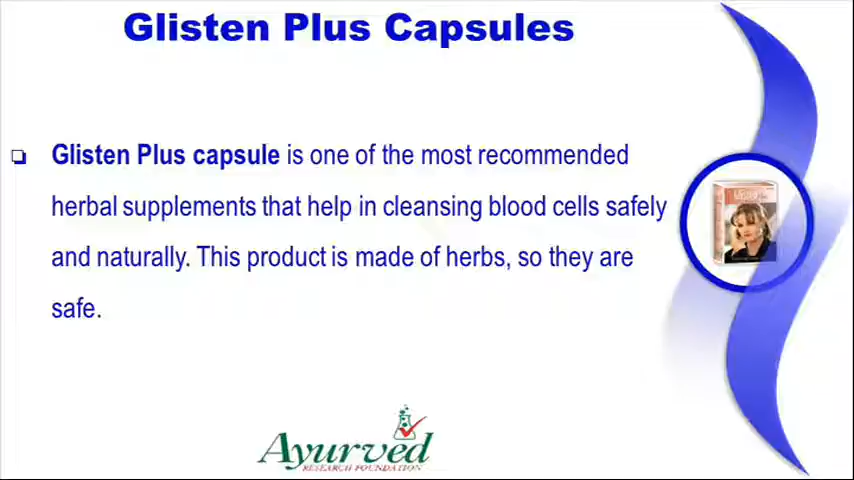 Glisten Plus Capsules
Glisten Plus capsule is one of the most recommended
herbal supplements that help in cleansing blood cells safely
and naturally. This product is made of herbs, so they are
safe.
Ayurved
RESEARCH FOUNDATION